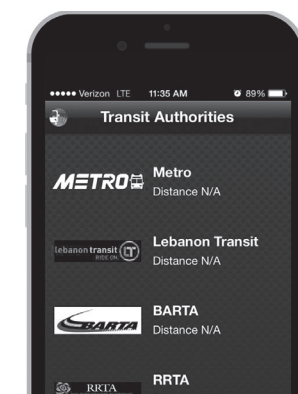 Verizon LTE 11:35 AM 89%
Transit Authorities
METRO
Metro
Distance N/A
lebanon transit LT
RIDE ON.
Lebanon Transit
Distance N/A
BARTA
BARTA
Distance N/A
RRTA
RRTA